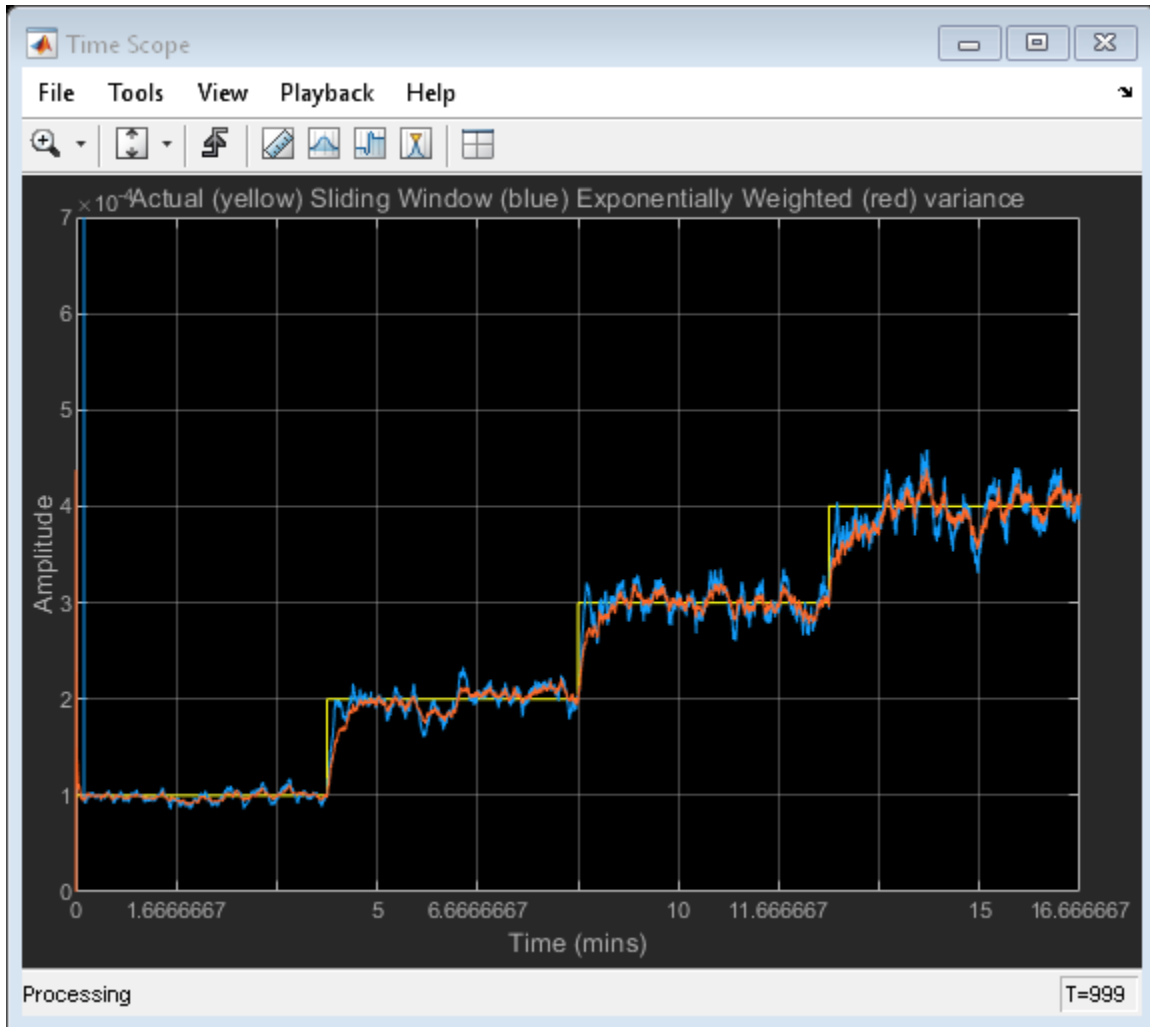 Time Scope
File Tools View Playback Help
Actual (yellow) Sliding Window (blue) Exponentially Weighted (red) variance
×10⁻⁴
7
6
5
4
3
2
1
0
Amplitude
0 1.6666667 5 6.6666667 10 11.666667 15 16.666667
Time (mins)
Processing T=999